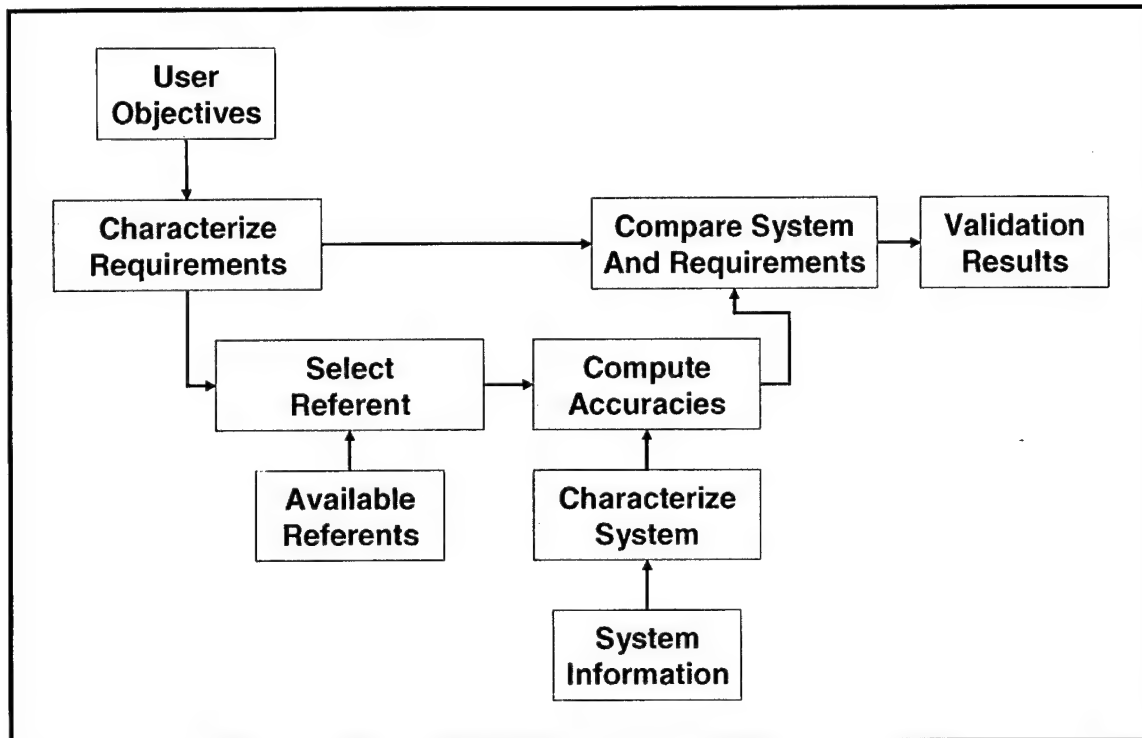 User
Objectives
Characterize
Requirements
Compare System
And Requirements
Validation
Results
Select
Referent
Compute
Accuracies
Available
Referents
Characterize
System
System
Information